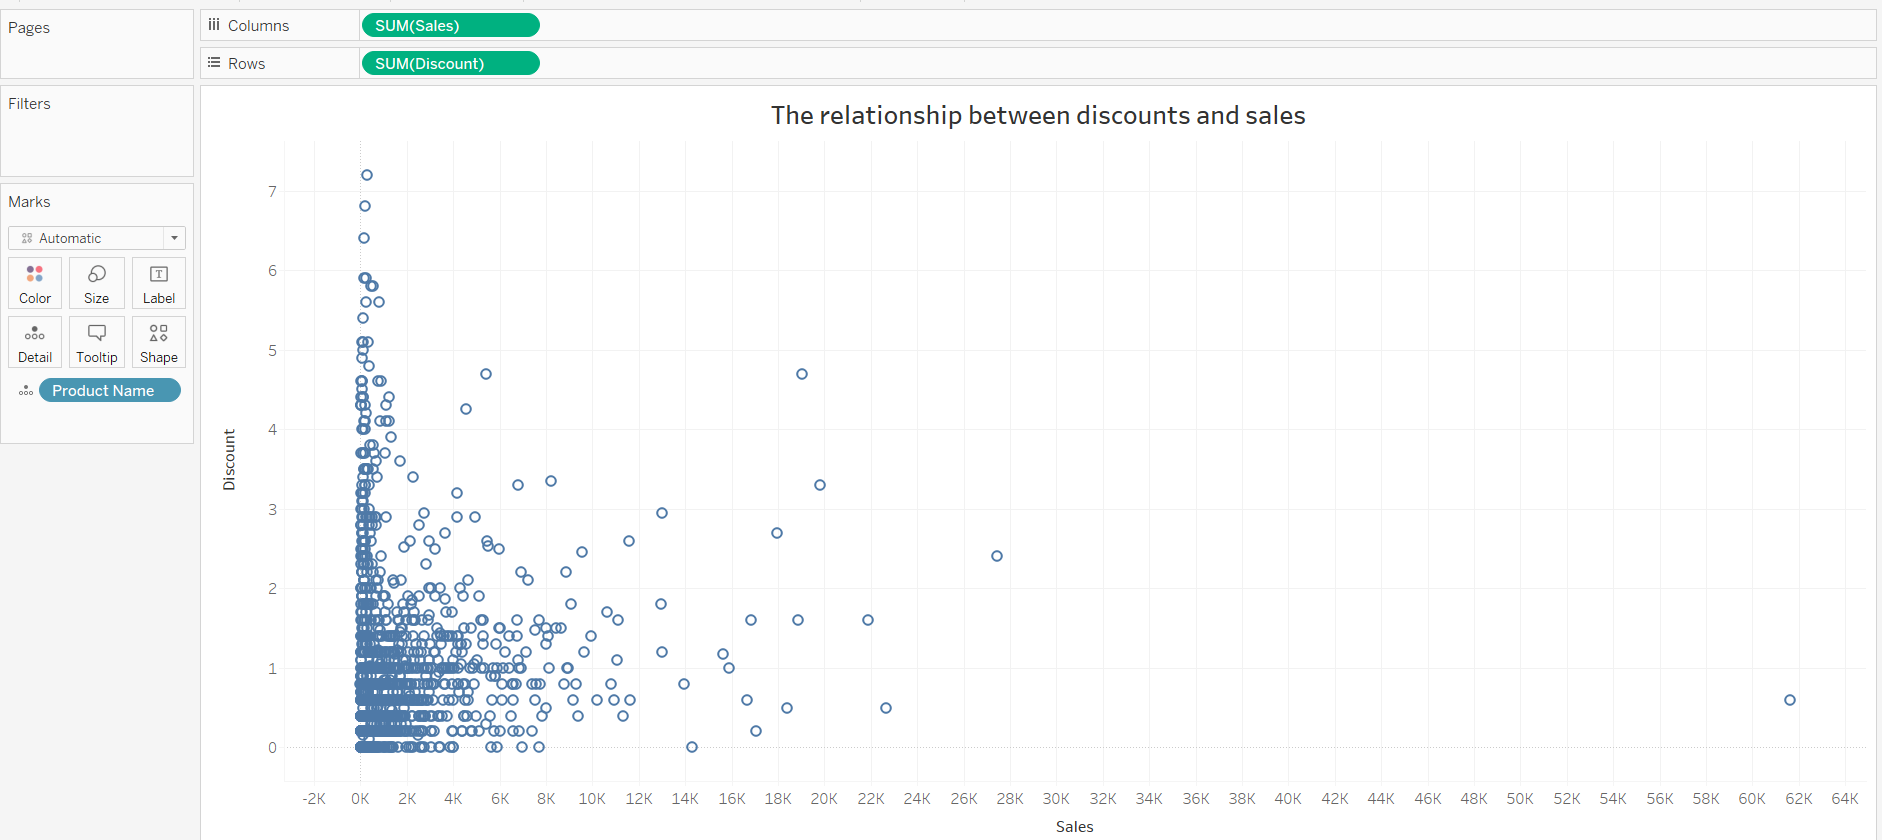 Pages
Columns
SUM(Sales)
Rows
SUM(Discount)
Filters
Marks
Automatic
Color
Size
T
Label
Detail
Tooltip
Shape
Product Name
The relationship between discounts and sales
Discount
7
6
5
4
3
2
1
0
-2K 0K 2K 4K 6K 8K 10K 12K 14K 16K 18K 20K 22K 24K 26K 28K 30K 32K 34K 36K 38K 40K 42K 44K 46K 48K 50K 52K 54K 56K 58K 60K 62K 64K
Sales